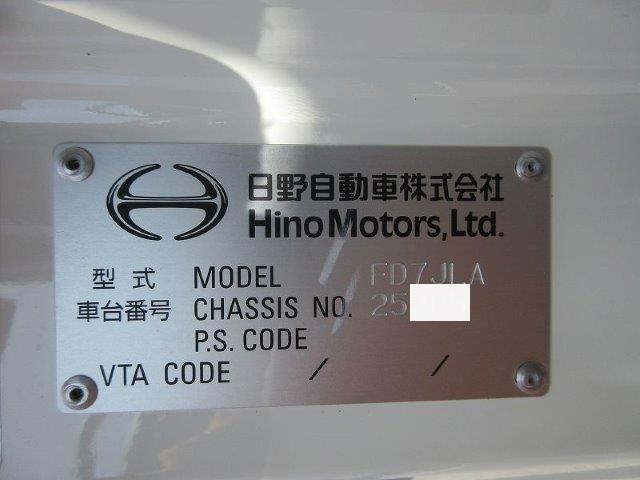 日野自動車株式会社
Hino Motors, Ltd.
型式 MODEL FD7JLA
車台番号 CHASSIS NO. 25
P.S. CODE
VTA CODE / /